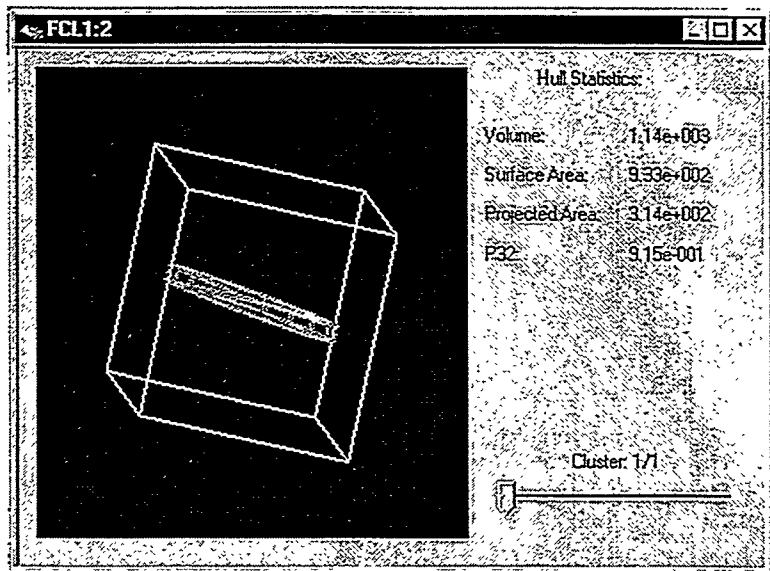 FCL1:2
Hull Statistics:
Volume: 1.14e+003
Surface Area: 9.33e+002
Projected Area: 3.14e+002
P32: 9.15e-001
Cluster: 1/1